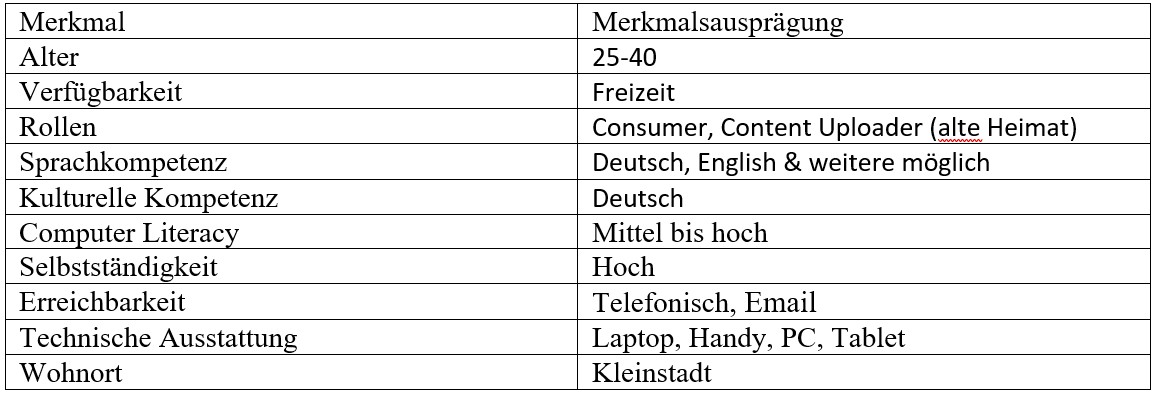 Merkmal Merkmalsausprägung
Alter 25-40
Verfügbarkeit Freizeit
Rollen Consumer, Content Uploader (alte Heimat)
Sprachkompetenz Deutsch, English & weitere möglich
Kulturelle Kompetenz Deutsch
Computer Literacy Mittel bis hoch
Selbstständigkeit Hoch
Erreichbarkeit Telefonisch, Email
Technische Ausstattung Laptop, Handy, PC, Tablet
Wohnort Kleinstadt